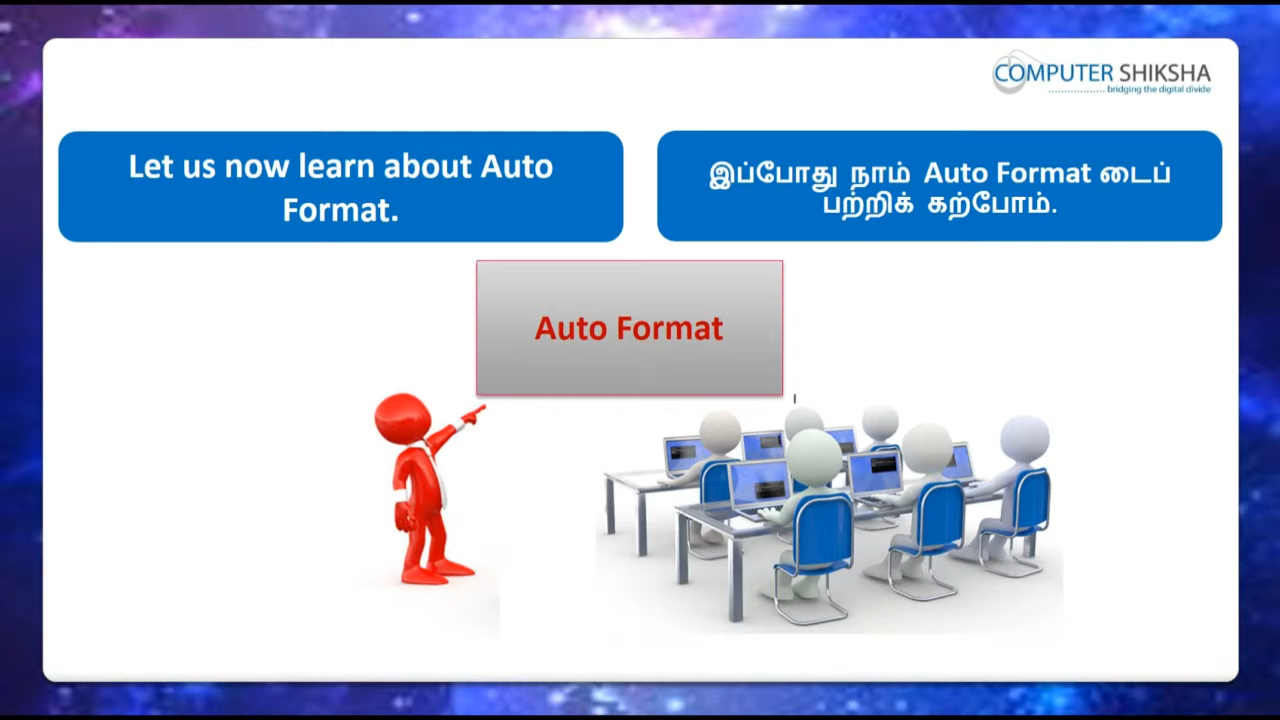 COMPUTER SHIKSHA
bridging the digital divide
Let us now learn about Auto
Format.
இப்போது நாம் Auto Format டைப்
பற்றிக் கற்போம்.
Auto Format